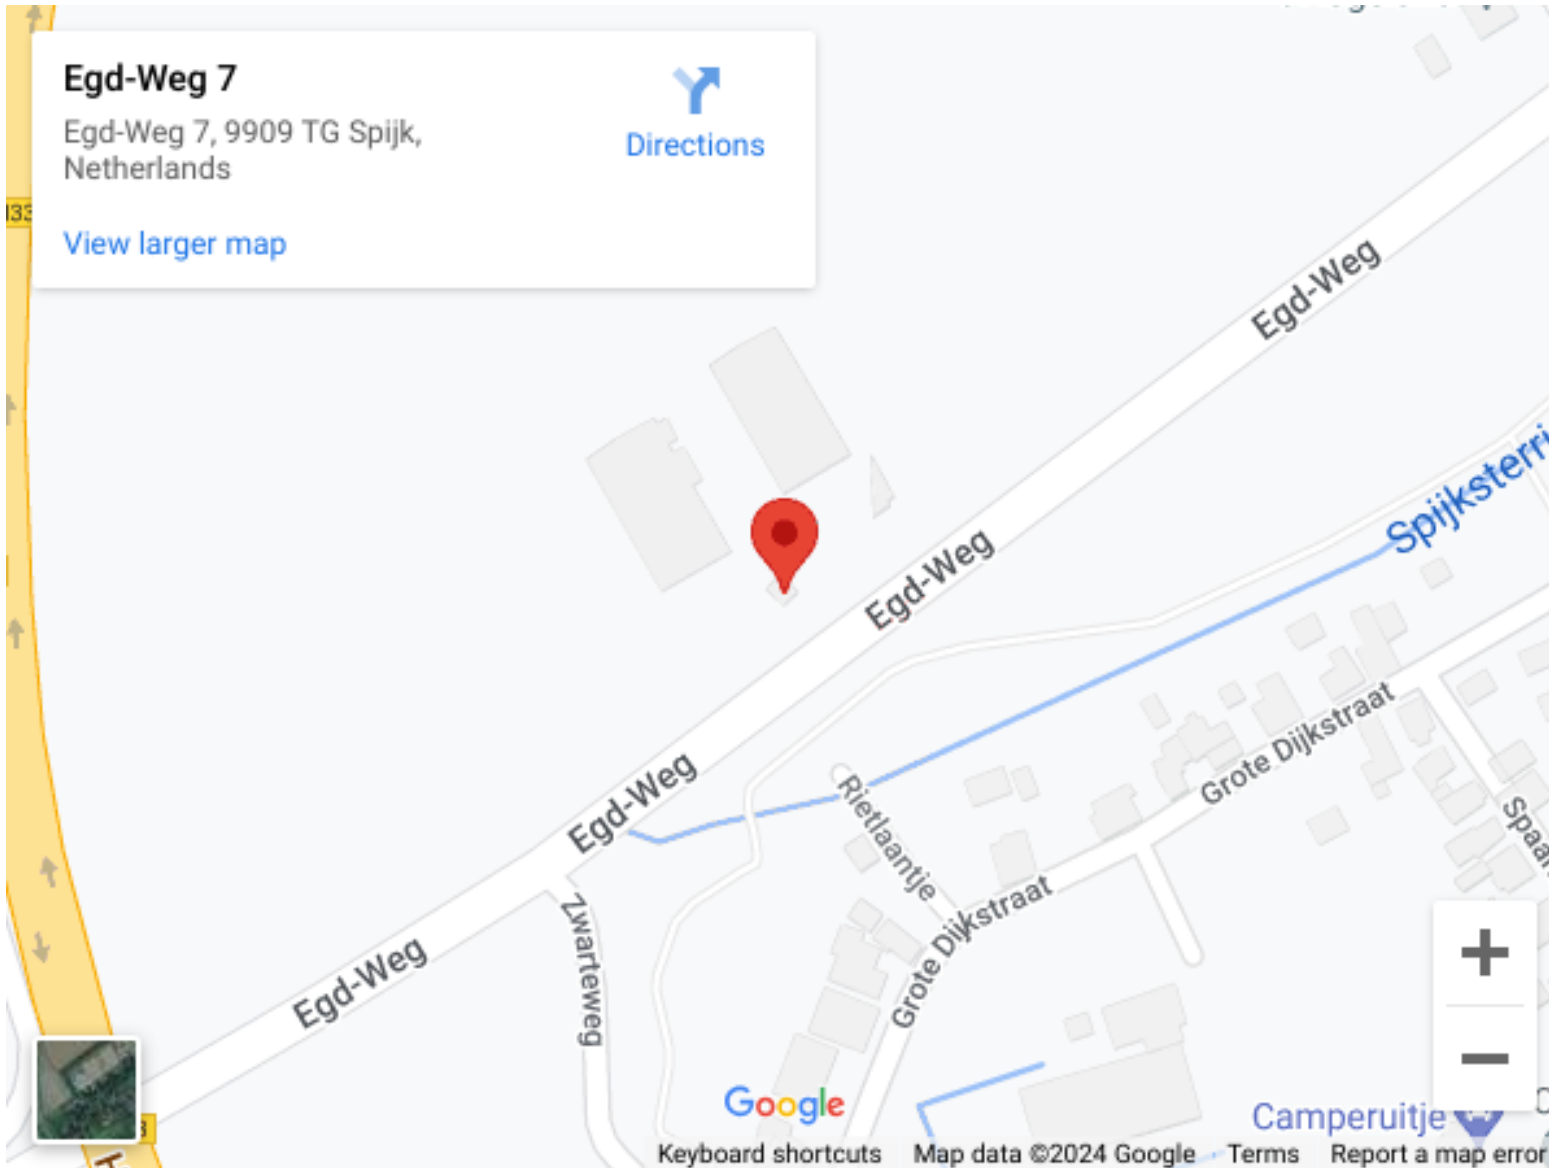 Egd-Weg 7
Egd-Weg 7, 9909 TG Spijk,
Netherlands
Directions
View larger map
Egd-Weg
Egd-Weg
Egd-Weg
Egd-Weg
Grote Dijkstraat
Rietlaantje
Grote Dijkstraat
Zwarteweg
Google
Camperuitje
Keyboard shortcuts
Map data ©2024 Google
Terms
Report a map error